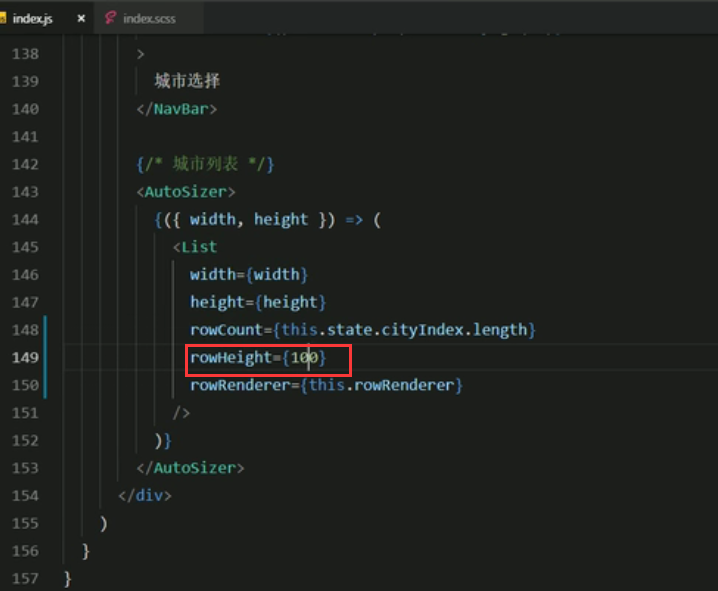 index.js × index.scss
138 >
139 城市选择
140 </NavBar>
141
142 {/* 城市列表 */}
143 <AutoSizer>
144 {({ width, height }) => (
145 <List
146 width={width}
147 height={height}
148 rowCount={this.state.cityIndex.length}
149 rowHeight={100}
150 rowRenderer={this.rowRenderer}
151 />
152 )}
153 </AutoSizer>
154 </div>
155 )
156 }
157 }